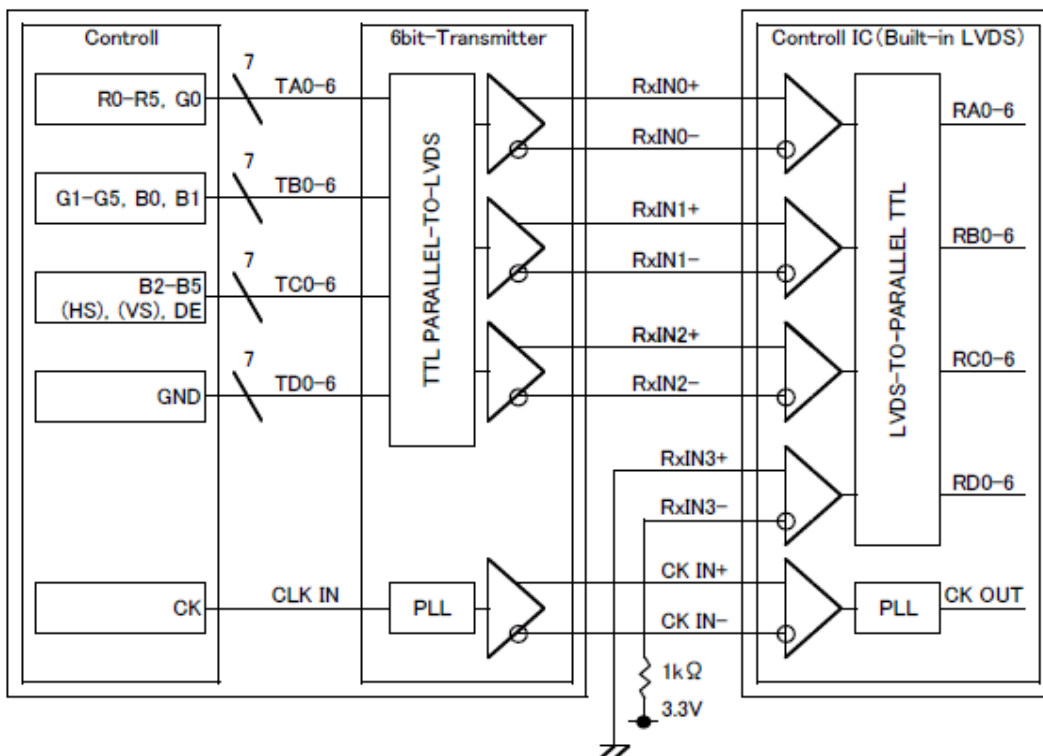 Controll
6bit-Transmitter
Controll IC(Built-in LVDS)
R0-R5, G0
7
TA0-6
G1-G5, B0, B1
7
TB0-6
B2-B5
(HS), (VS), DE
7
TC0-6
GND
7
TD0-6
CK
CLK IN
TTL PARALLEL-TO-LVDS
PLL
RxIN0+
RxIN0-
RxIN1+
RxIN1-
RxIN2+
RxIN2-
RxIN3+
RxIN3-
CK IN+
CK IN-
1kΩ
3.3V
LVDS-TO-PARALLEL TTL
PLL
RA0-6
RB0-6
RC0-6
RD0-6
CK OUT